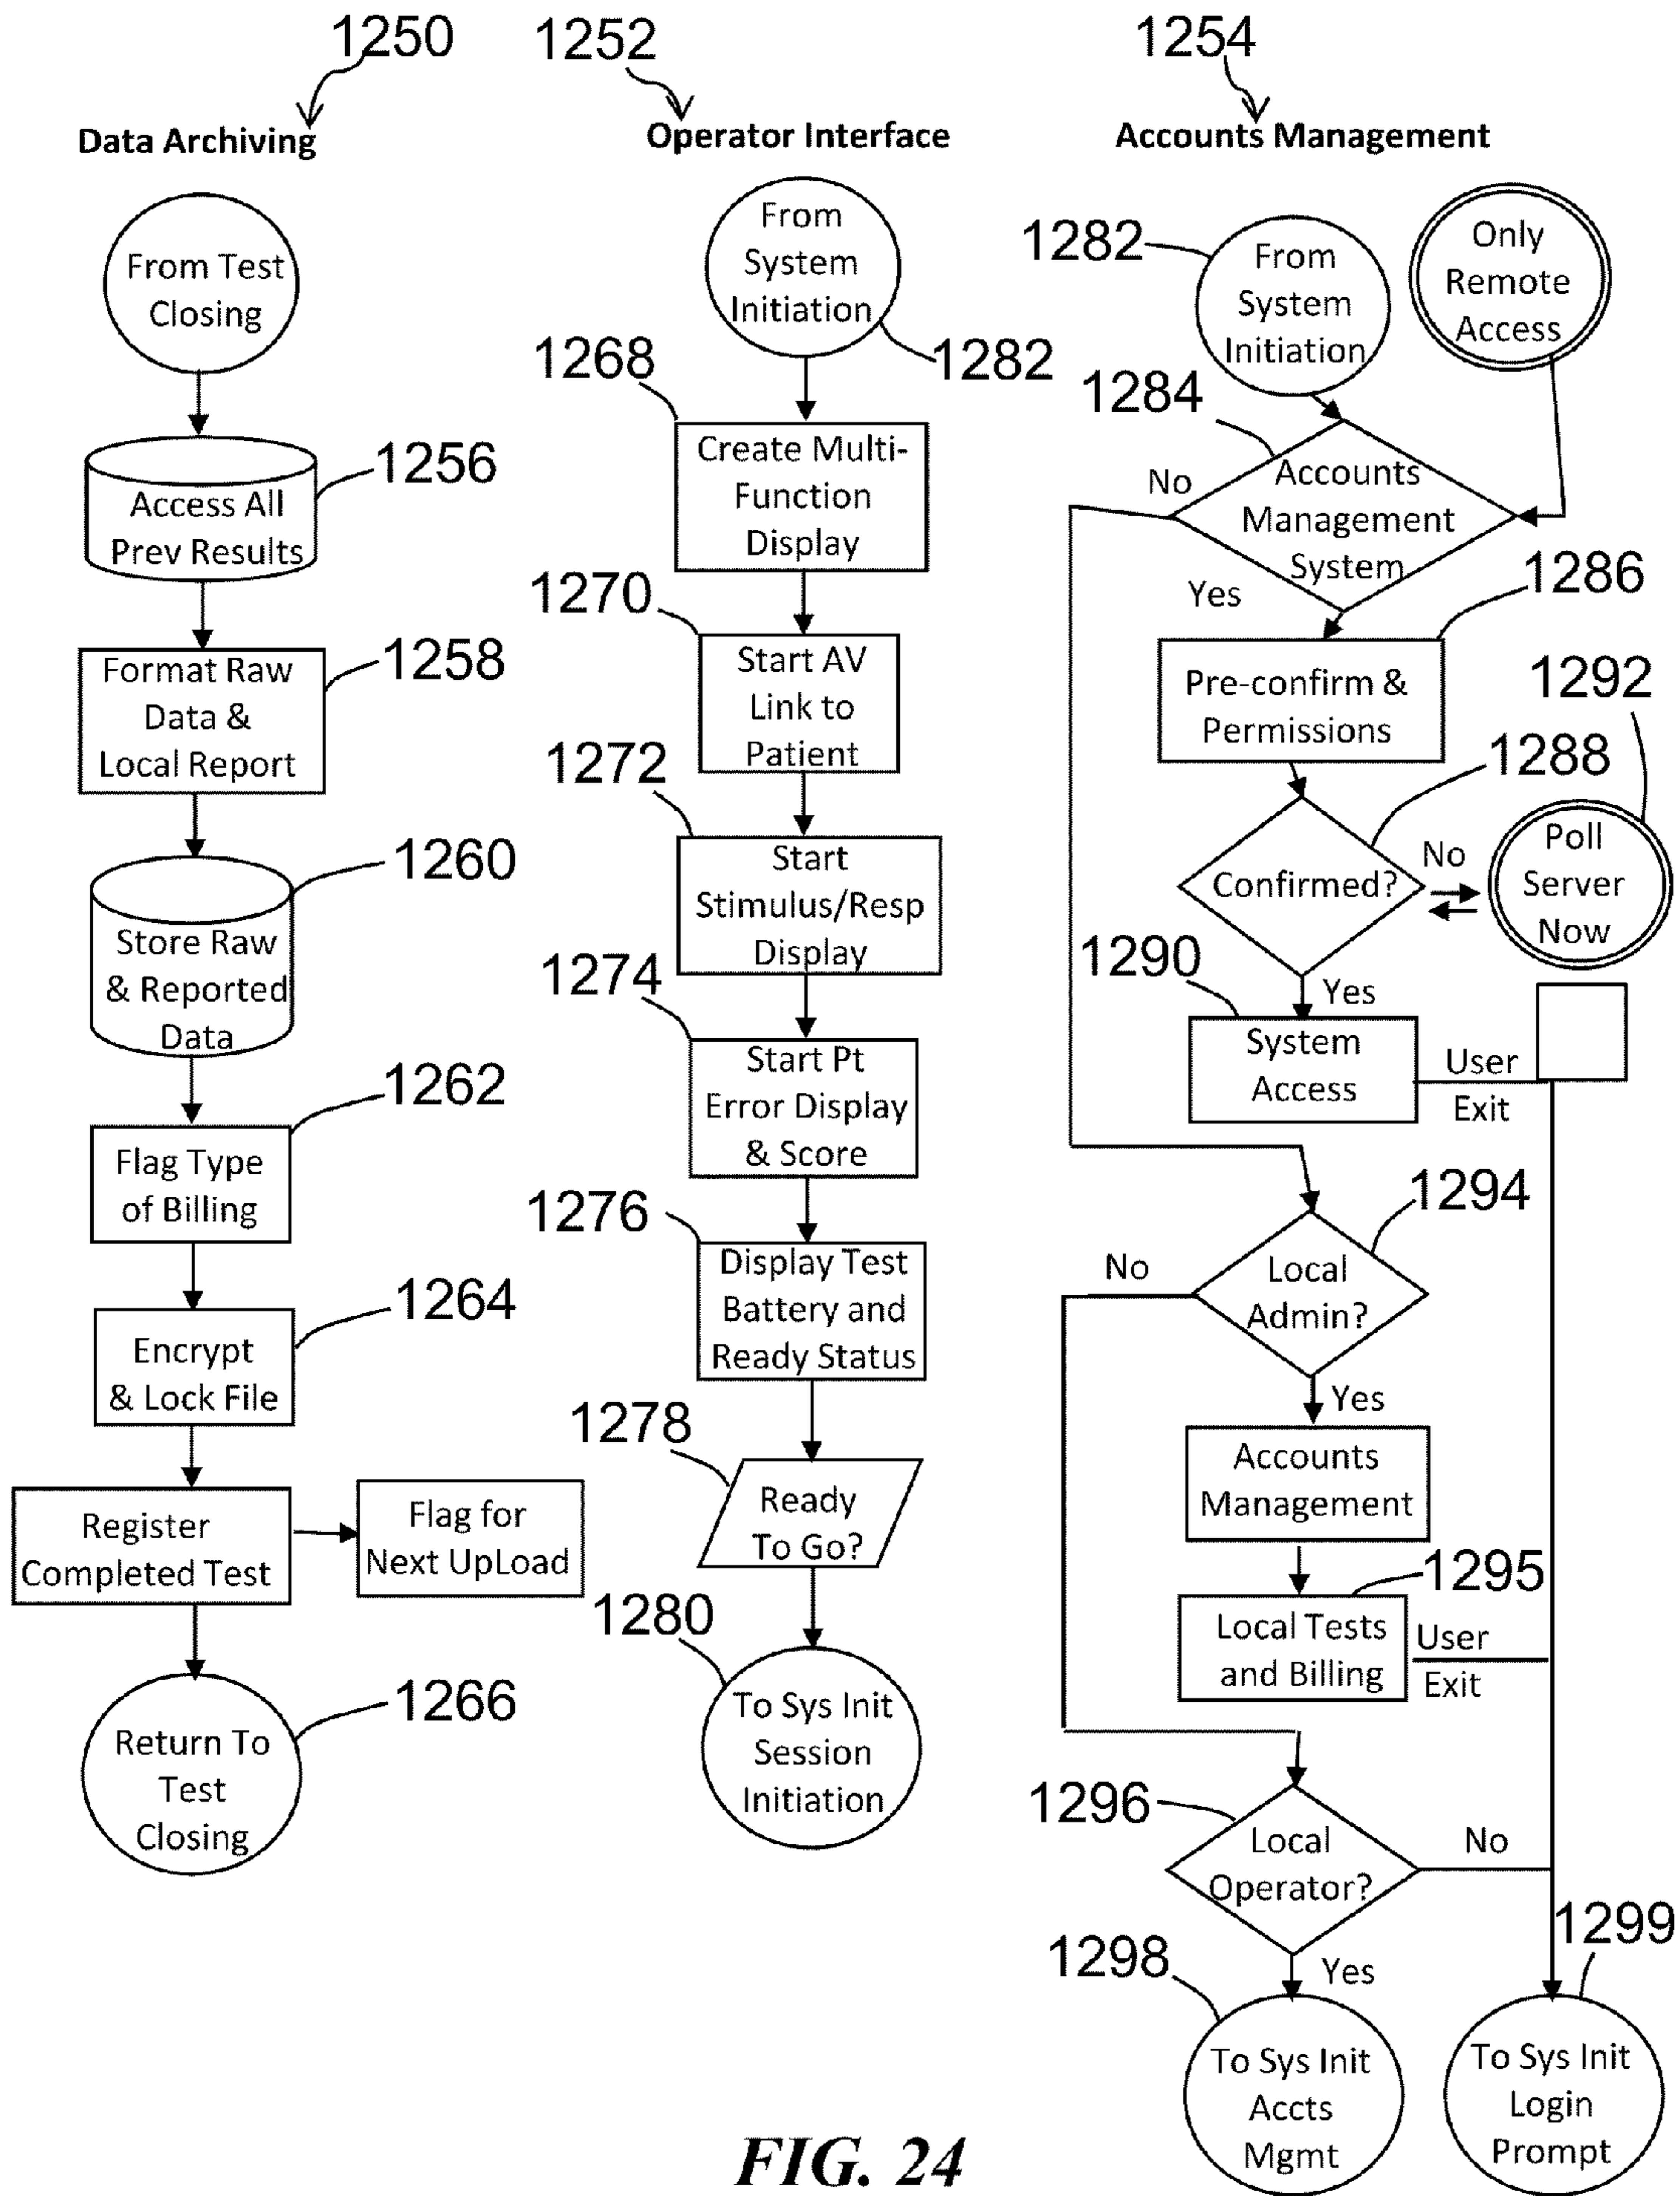 1250
1252
1254
Data Archiving
Operator Interface
Accounts Management
From Test
Closing
1256
Access All
Prev Results
1258
Format Raw
Data &
Local Report
1260
Store Raw
& Reported
Data
1262
Flag Type
of Billing
1264
Encrypt
& Lock File
Register
Completed Test
Flag for
Next UpLoad
1266
Return To
Test
Closing
From
System
Initiation
1282
1268
Create Multi-
Function
Display
1270
Start AV
Link to
Patient
1272
Start
Stimulus/Resp
Display
1274
Start Pt
Error Display
& Score
1276
Display Test
Battery and
Ready Status
1278
Ready
To Go?
1280
To Sys Init
Session
Initiation
1282
From
System
Initiation
Only
Remote
Access
1284
No
Accounts
Management
System
Yes
1286
Pre-confirm &
Permissions
1292
1288
Confirmed?
No
Poll
Server
Now
1290
Yes
System
Access
User
Exit
1294
No
Local
Admin?
Yes
Accounts
Management
1295
Local Tests
and Billing
User
Exit
1296
Local
Operator?
No
1298
Yes
1299
To Sys Init
Accts
Mgmt
To Sys Init
Login
Prompt
FIG. 24